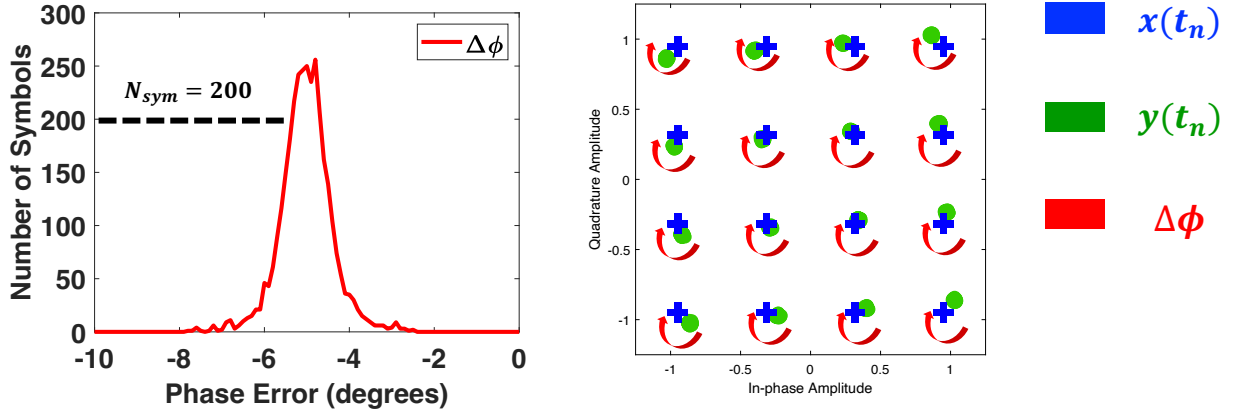 300
250
200
150
100
50
0
Number of Symbols
Δϕ
N_sym = 200
-10
-8
-6
-4
-2
0
Phase Error (degrees)
1
0.5
0
-0.5
-1
Quadrature Amplitude
-1
-0.5
0
0.5
1
In-phase Amplitude
x(t_n)
y(t_n)
Δϕ